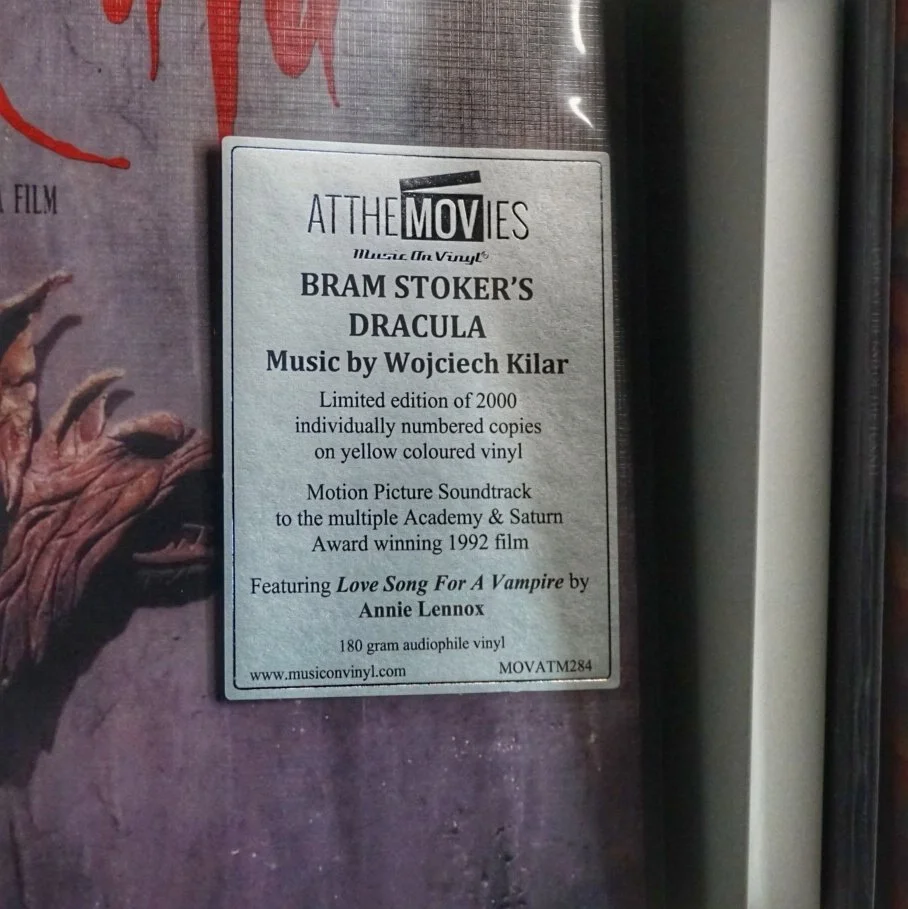 A FILM
ATTHEMOVIES
Music On Vinyl®
BRAM STOKER'S
DRACULA
Music by Wojciech Kilar
Limited edition of 2000
individually numbered copies
on yellow coloured vinyl
Motion Picture Soundtrack
to the multiple Academy & Saturn
Award winning 1992 film
Featuring Love Song For A Vampire by
Annie Lennox
180 gram audiophile vinyl
www.musiconvinyl.com MOVATM284